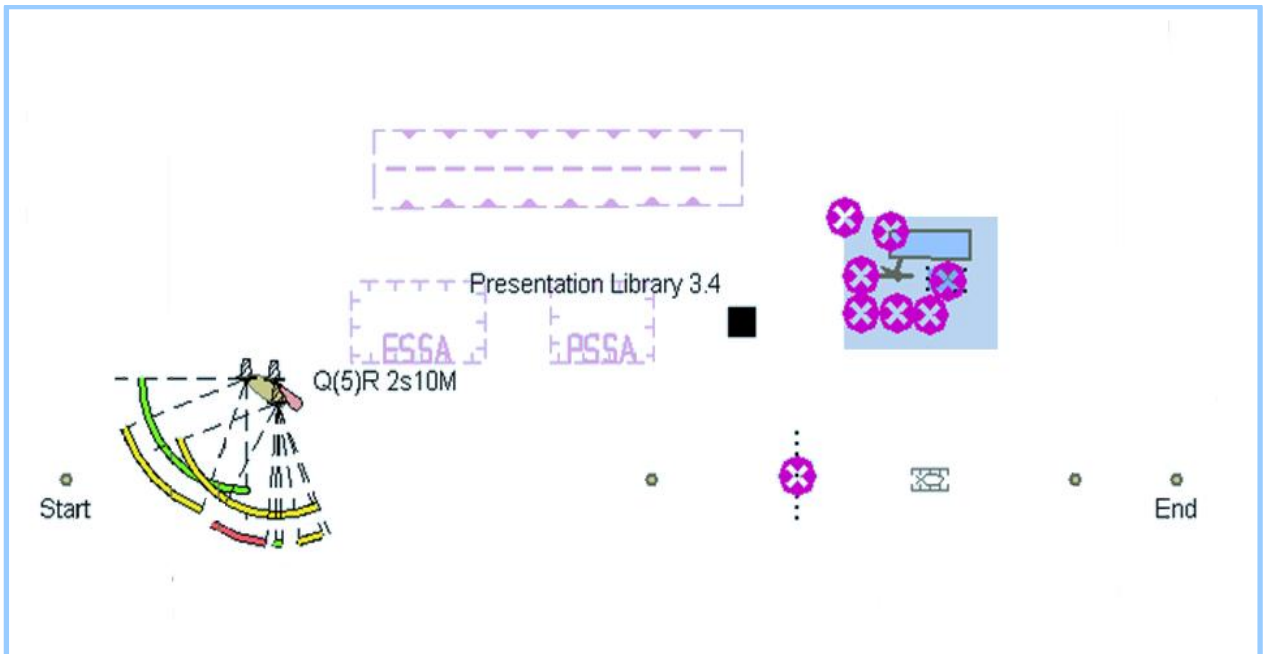 Presentation Library 3.4
ESSA
PSSA
Q(5)R 2s10M
Start
End